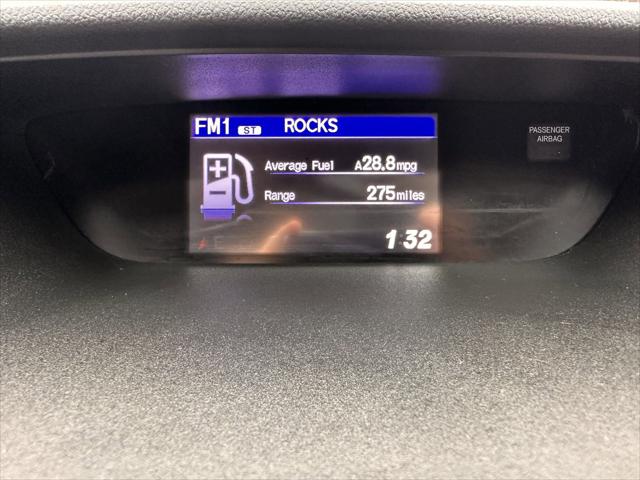 FM1 ST ROCKS
PASSENGER
AIRBAG
Average Fuel A28.8mpg
Range 275miles
1:32